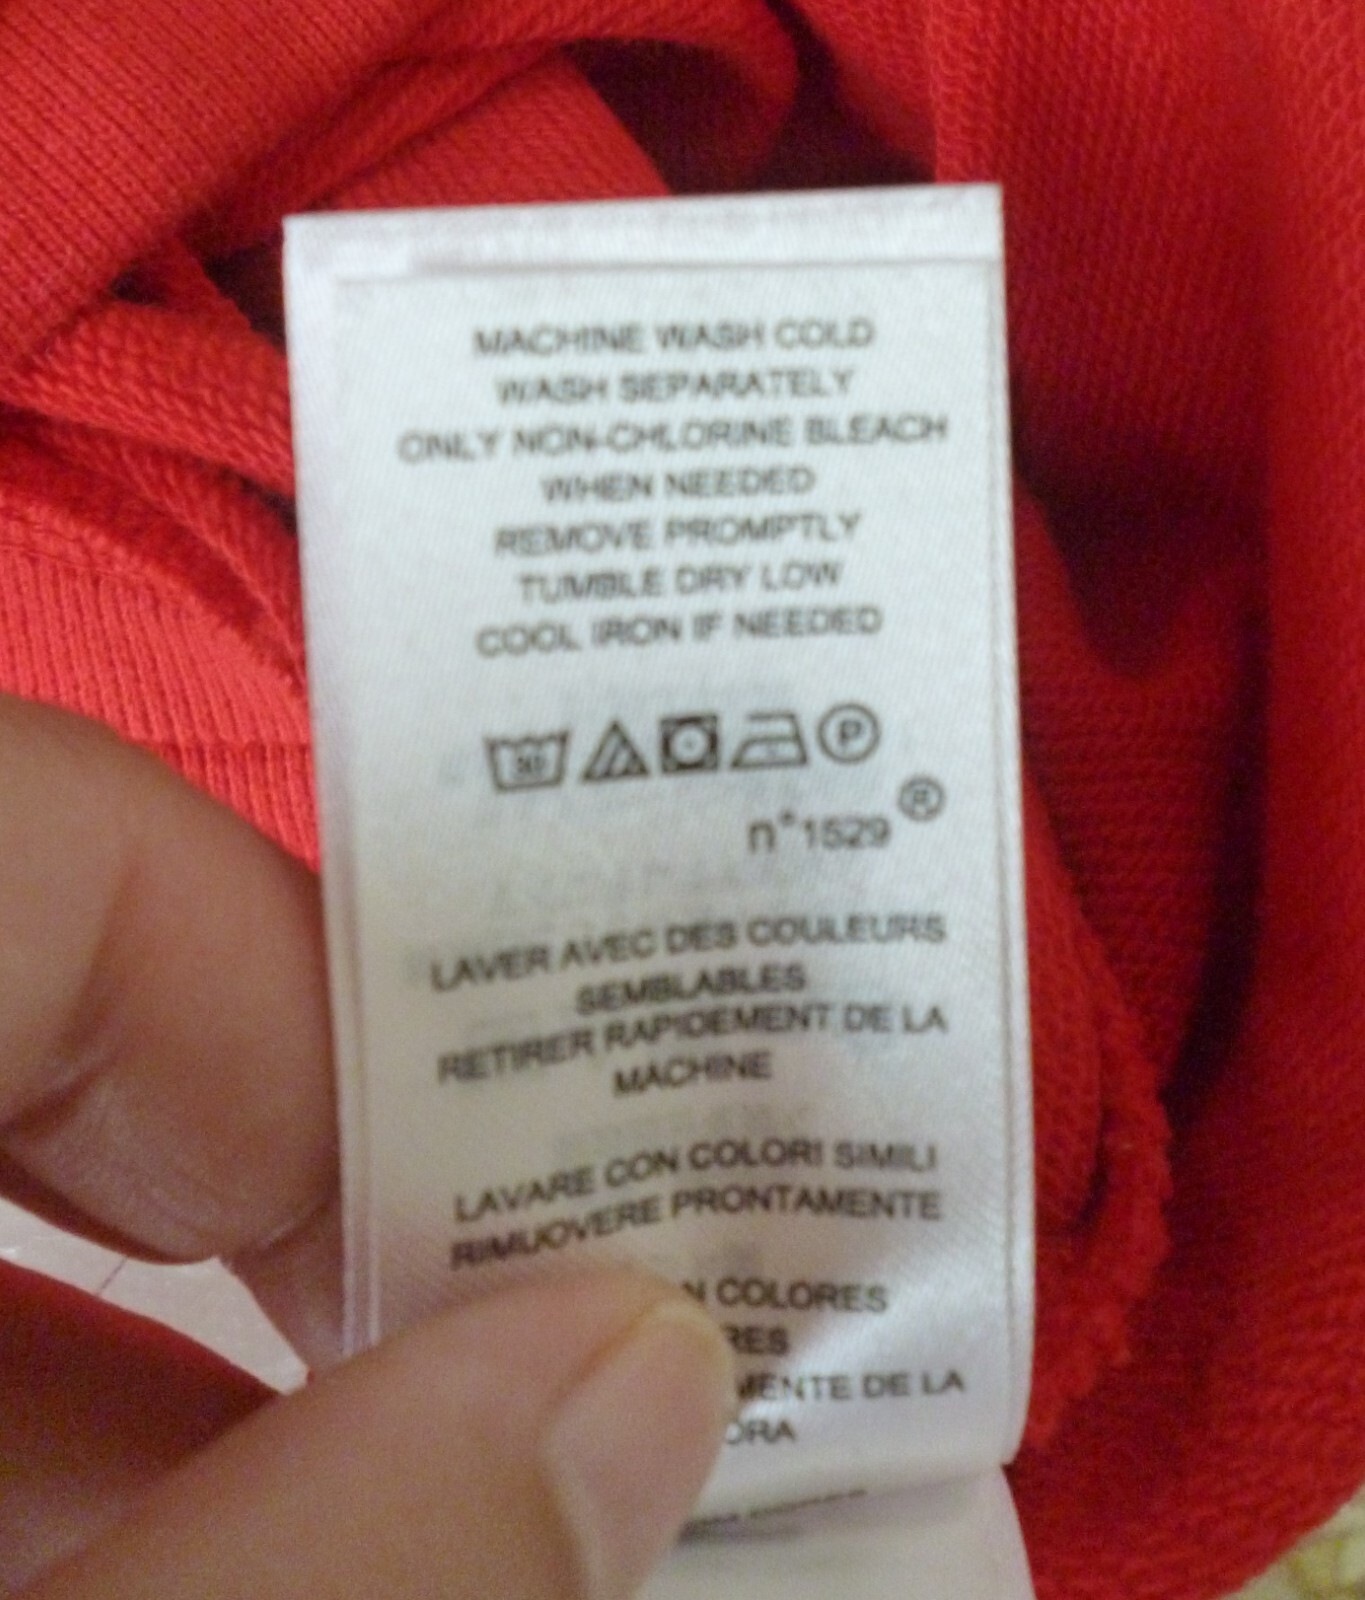 MACHINE WASH COLD
WASH SEPARATELY
ONLY NON-CHLORINE BLEACH
WHEN NEEDED
REMOVE PROMPTLY
TUMBLE DRY LOW
COOL IRON IF NEEDED
30 P
n°1529 ®
LAVER AVEC DES COULEURS
SEMBLABLES
RETIRER RAPIDEMENT DE LA
MACHINE
LAVARE CON COLORI SIMILI
RIMUOVERE PRONTAMENTE
COLORES
DE LA